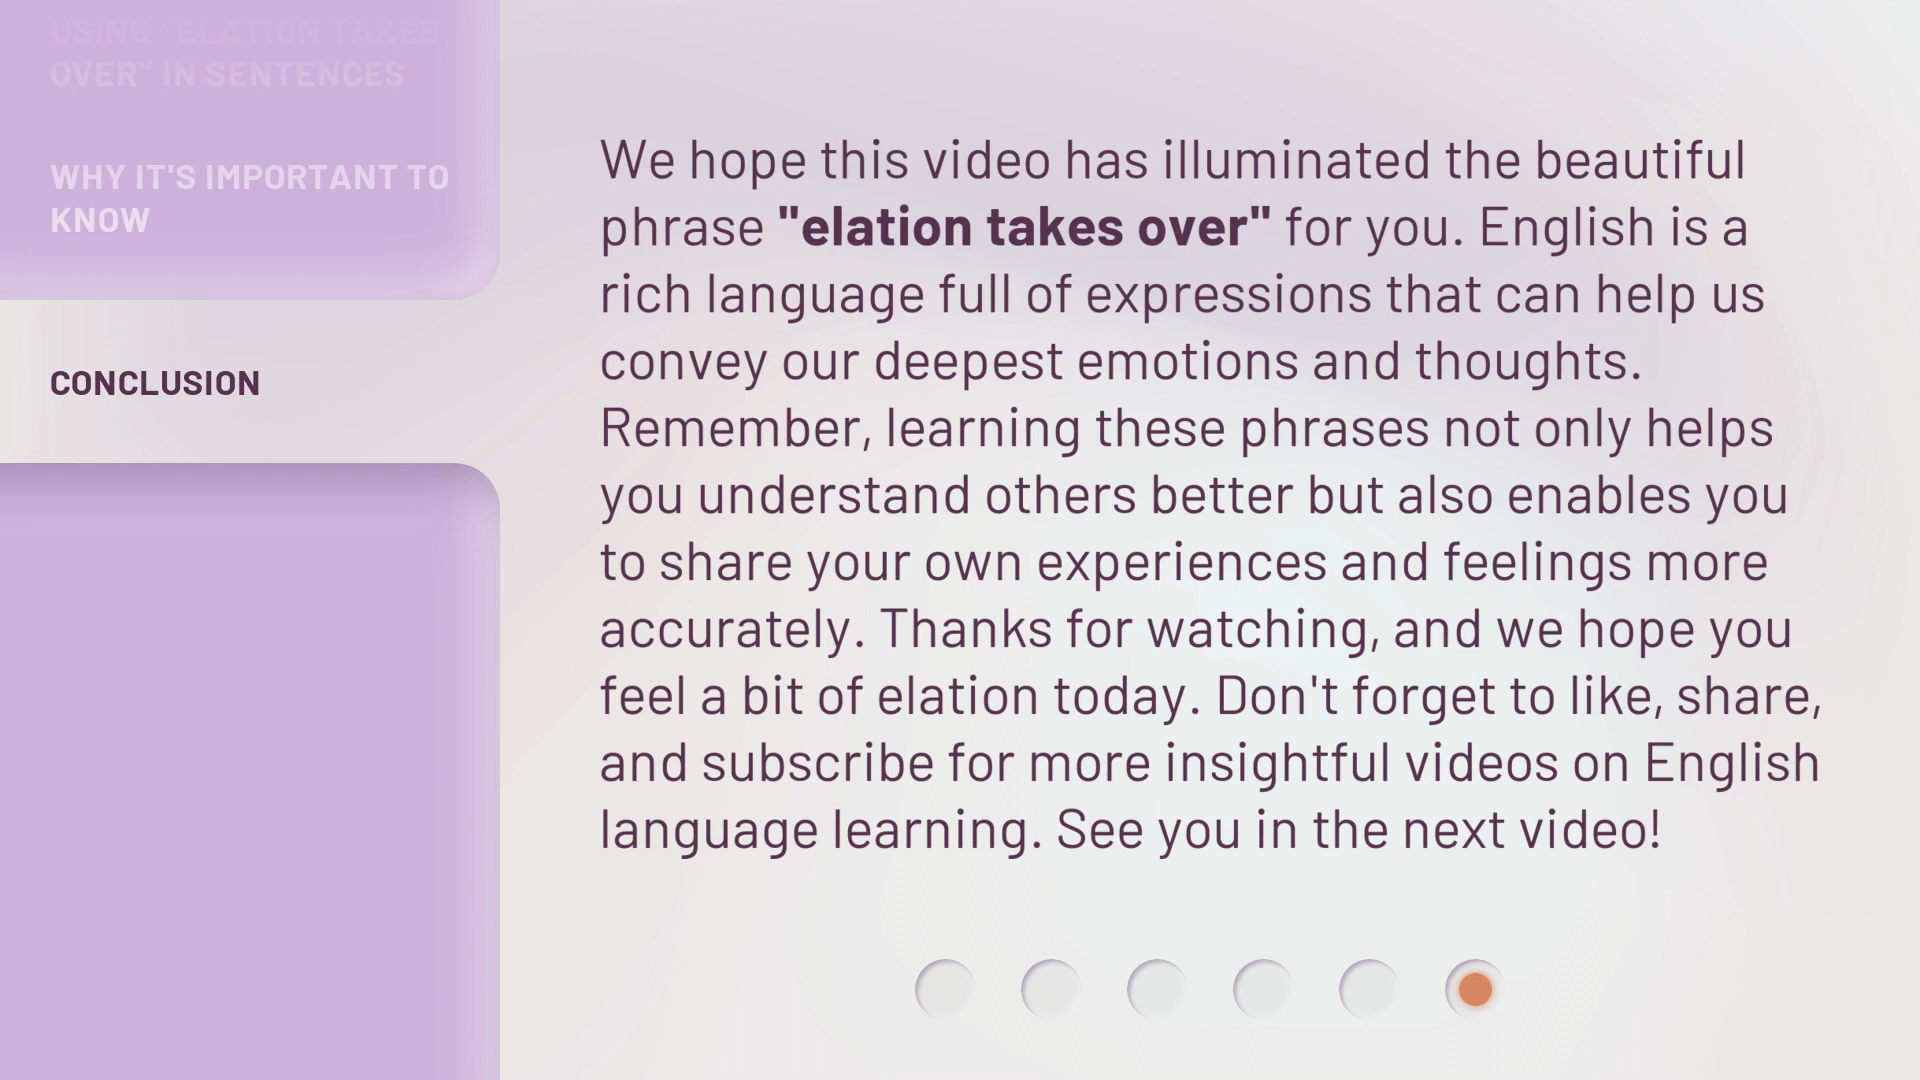 USING "ELATION TAKES
OVER" IN SENTENCES
WHY IT'S IMPORTANT TO
KNOW
CONCLUSION
We hope this video has illuminated the beautiful
phrase "elation takes over" for you. English is a
rich language full of expressions that can help us
convey our deepest emotions and thoughts.
Remember, learning these phrases not only helps
you understand others better but also enables you
to share your own experiences and feelings more
accurately. Thanks for watching, and we hope you
feel a bit of elation today. Don't forget to like, share,
and subscribe for more insightful videos on English
language learning. See you in the next video!